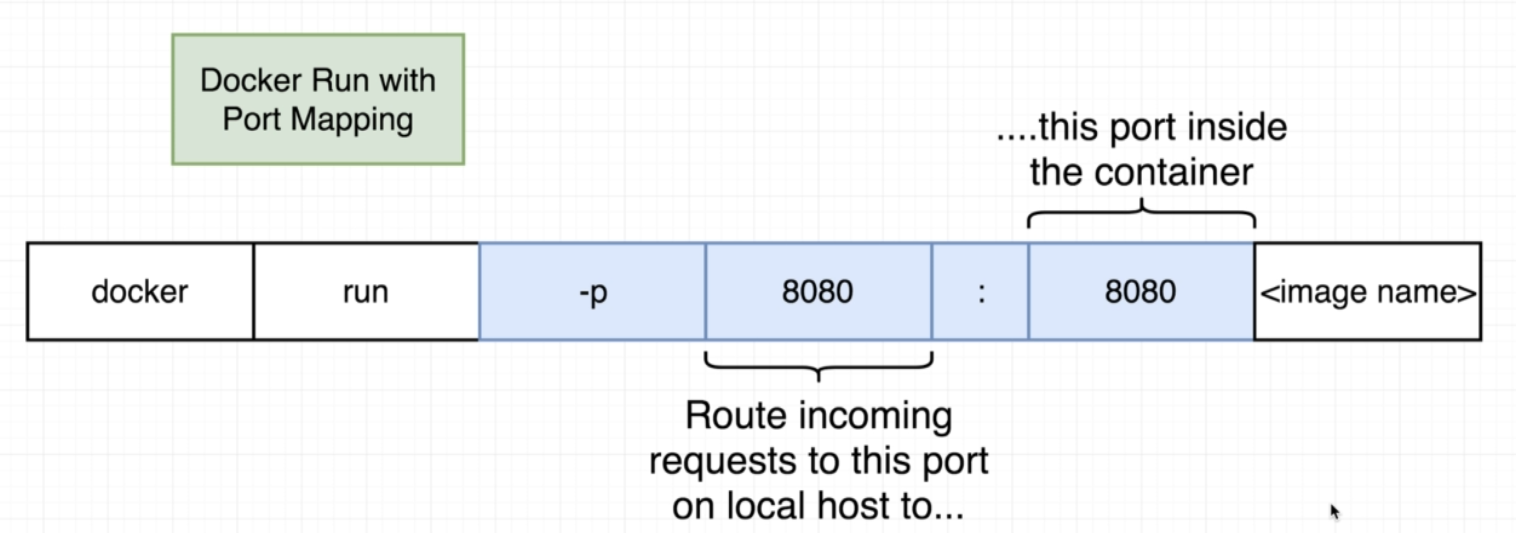 Docker Run with
Port Mapping
....this port inside
the container
docker run -p 8080 : 8080 <image name>
Route incoming
requests to this port
on local host to...